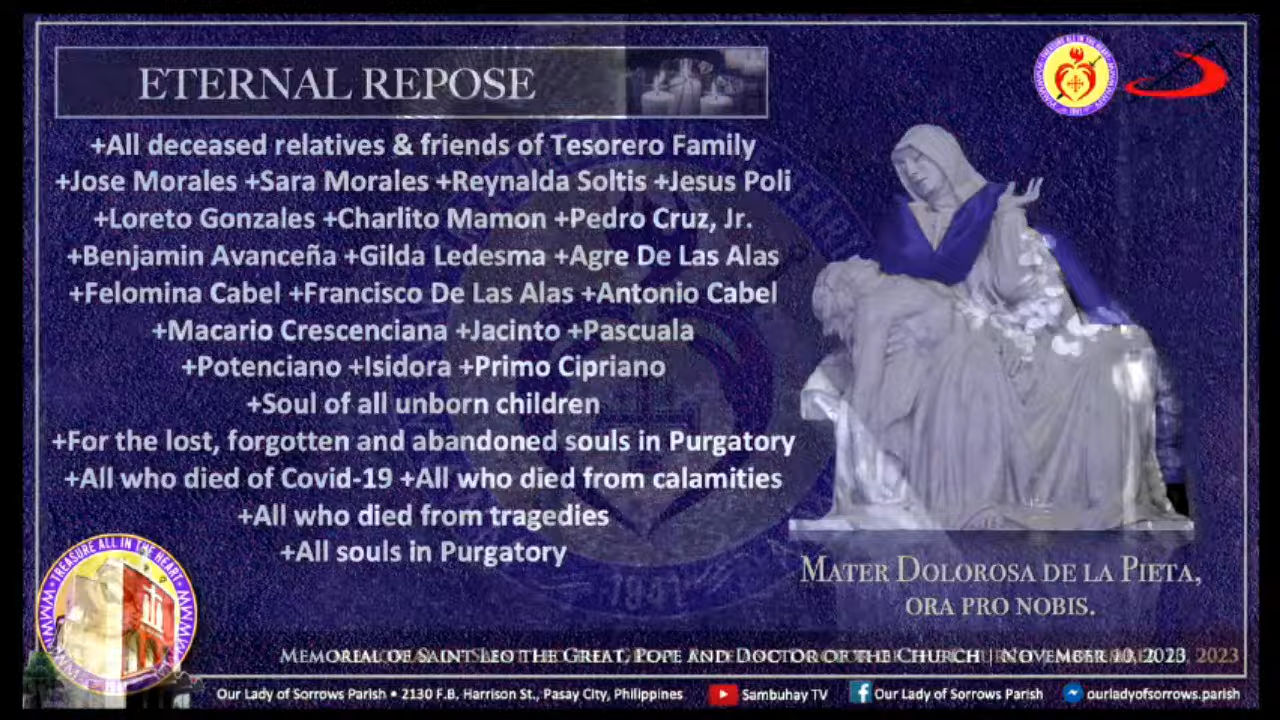 ETERNAL REPOSE
+All deceased relatives & friends of Tesorero Family
+Jose Morales +Sara Morales +Reynalda Soltis +Jesus Poli
+Loreto Gonzales +Charlito Mamon +Pedro Cruz, Jr.
+Benjamin Avanceña +Gilda Ledesma +Agre De Las Alas
+Felomina Cabel +Francisco De Las Alas +Antonio Cabel
+Macario Crescenciana +Jacinto +Pascuala
+Potenciano +Isidora +Primo Cipriano
+Soul of all unborn children
+For the lost, forgotten and abandoned souls in Purgatory
+All who died of Covid-19 +All who died from calamities
+All who died from tragedies
+All souls in Purgatory
MATER DOLOROSA DE LA PIETA,
ORA PRO NOBIS.
TREASURE ALL IN THE HEART
MEMORIAL OF SAINT LEO THE GREAT, POPE AND DOCTOR OF THE CHURCH | NOVEMBER 10, 2023
Our Lady of Sorrows Parish • 2130 F.B. Harrison St., Pasay City, Philippines Sambuhay TV Our Lady of Sorrows Parish ourladyofsorrows.parish